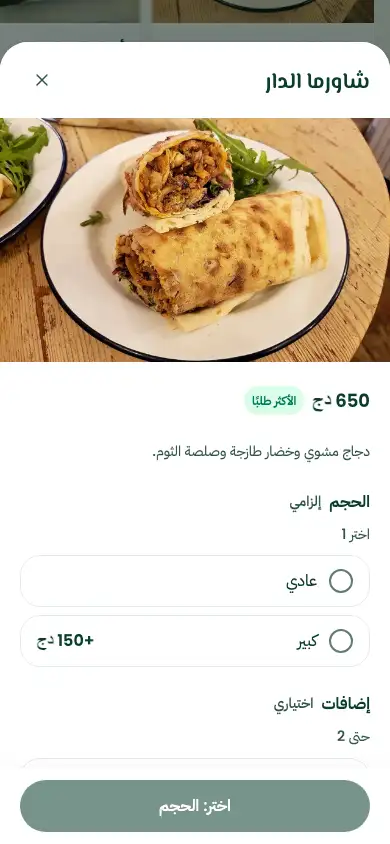 شاورما الدار
650 دج الأكثر طلبًا
دجاج مشوي وخضار طازجة وصلصة الثوم.
الحجم إلزامي
اختر 1
عادي
كبير +150 دج
إضافات اختياري
حتى 2
اختر: الحجم